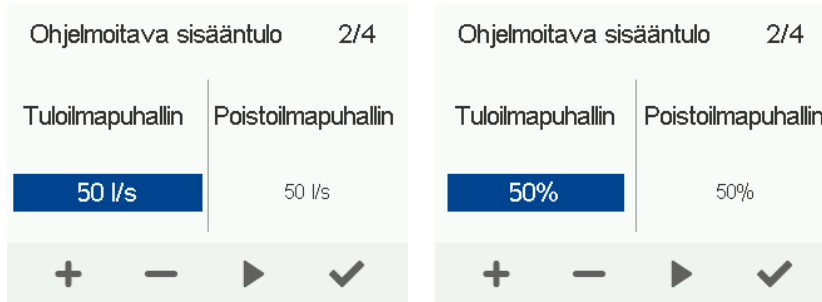 Ohjelmoitava sisääntulo 2/4
Tuloilmapuhallin Poistoilmapuhallin
50 l/s 50 l/s
Ohjelmoitava sisääntulo 2/4
Tuloilmapuhallin Poistoilmapuhallin
50% 50%